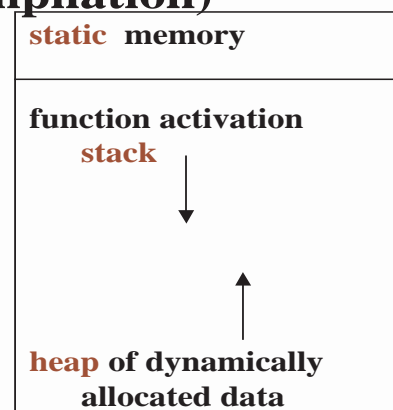 static memory
function activation
stack
heap of dynamically
allocated data